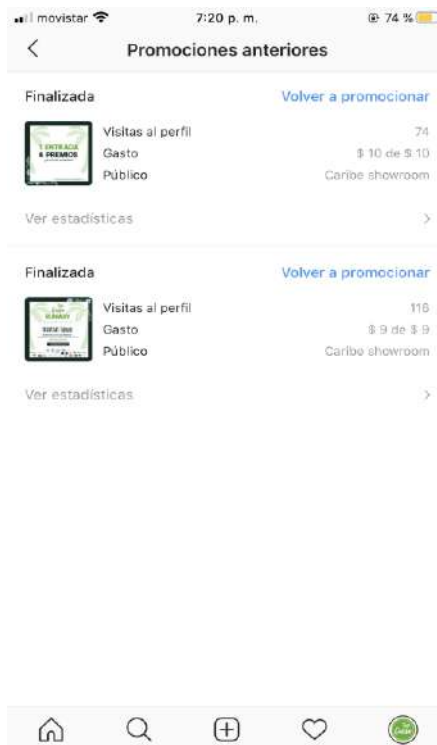 movistar 7:20 p. m. 74 %
Promociones anteriores
Finalizada Volver a promocionar
1 ENTRADA
6 PREMIOS
Visitas al perfil 74
Gasto $ 10 de $ 10
Público Caribe showroom
Ver estadísticas
Finalizada Volver a promocionar
Visitas al perfil 116
Gasto $ 9 de $ 9
Público Caribe showroom
Ver estadísticas